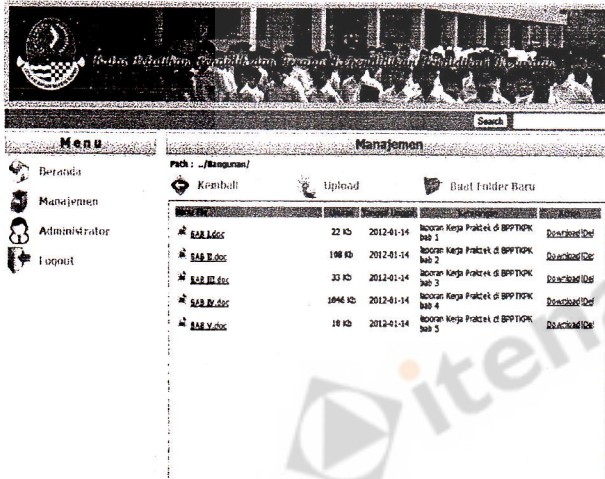 Search
Menu
Manajemen
Path : ../Bangunan/
Beranda
Manajemen
Administrator
Logout
Kembali
Upload
Buat Folder Baru
BAB I.doc 22 Kb 2012-01-14 laporan Kerja Praktek di BPPTKPK bab 1 Download|Del
BAB II.doc 108 Kb 2012-01-14 laporan Kerja Praktek di BPPTKPK bab 2 Download|Del
BAB III.doc 33 Kb 2012-01-14 laporan Kerja Praktek di BPPTKPK bab 3 Download|Del
BAB IV.doc 1046 Kb 2012-01-14 laporan Kerja Praktek di BPPTKPK bab 4 Download|Del
BAB V.doc 18 Kb 2012-01-14 laporan Kerja Praktek di BPPTKPK bab 5 Download|Del